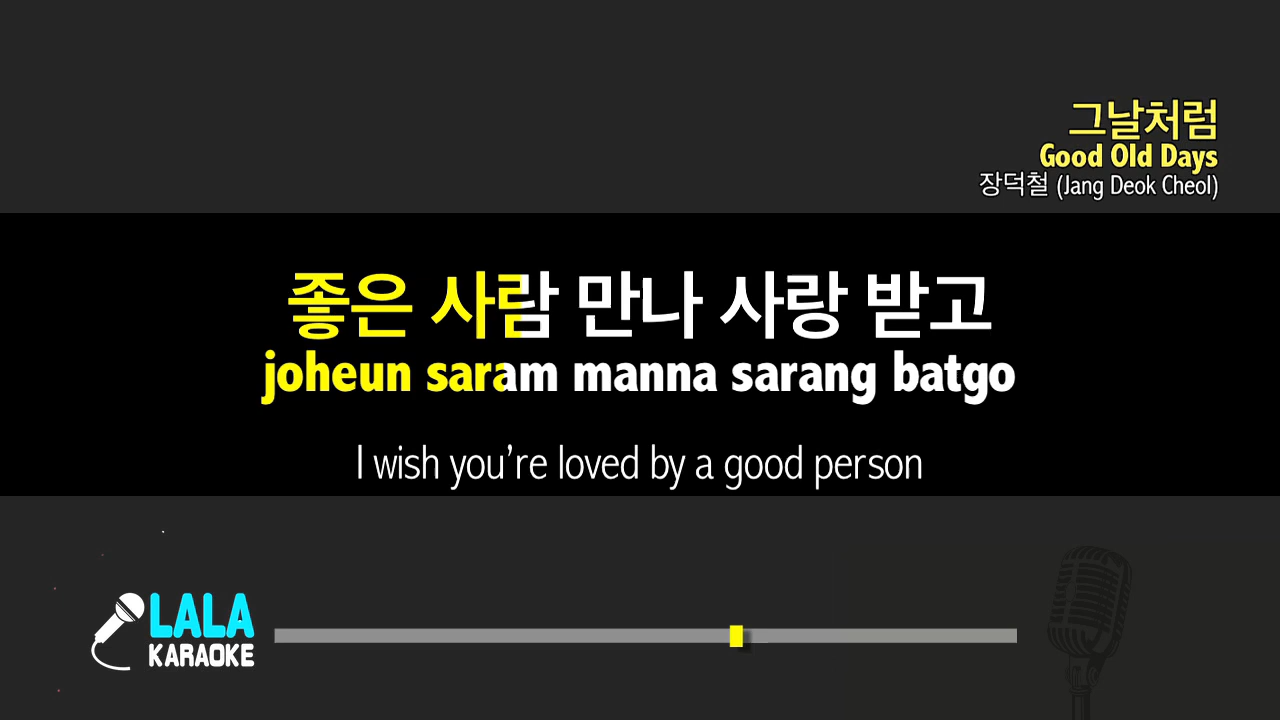 그날처럼
Good Old Days
장덕철 (Jang Deok Cheol)
좋은 사람 만나 사랑 받고
joheun saram manna sarang batgo
I wish you’re loved by a good person
LALA
KARAOKE